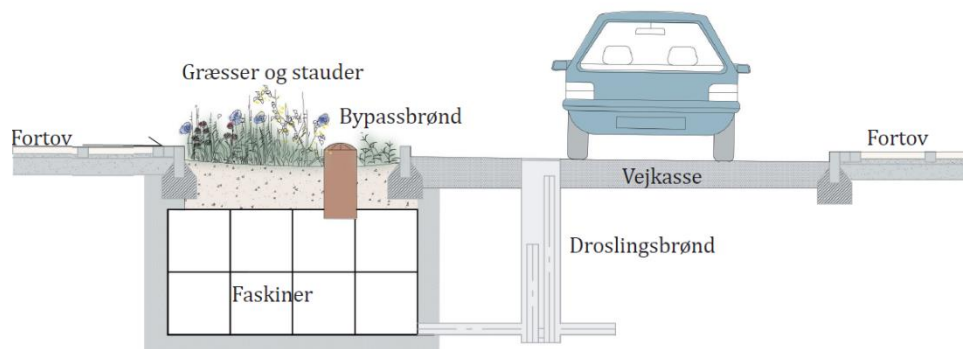 Græsser og stauder
Bypassbrønd
Fortov
Fortov
Vejkasse
Droslingsbrønd
Faskiner